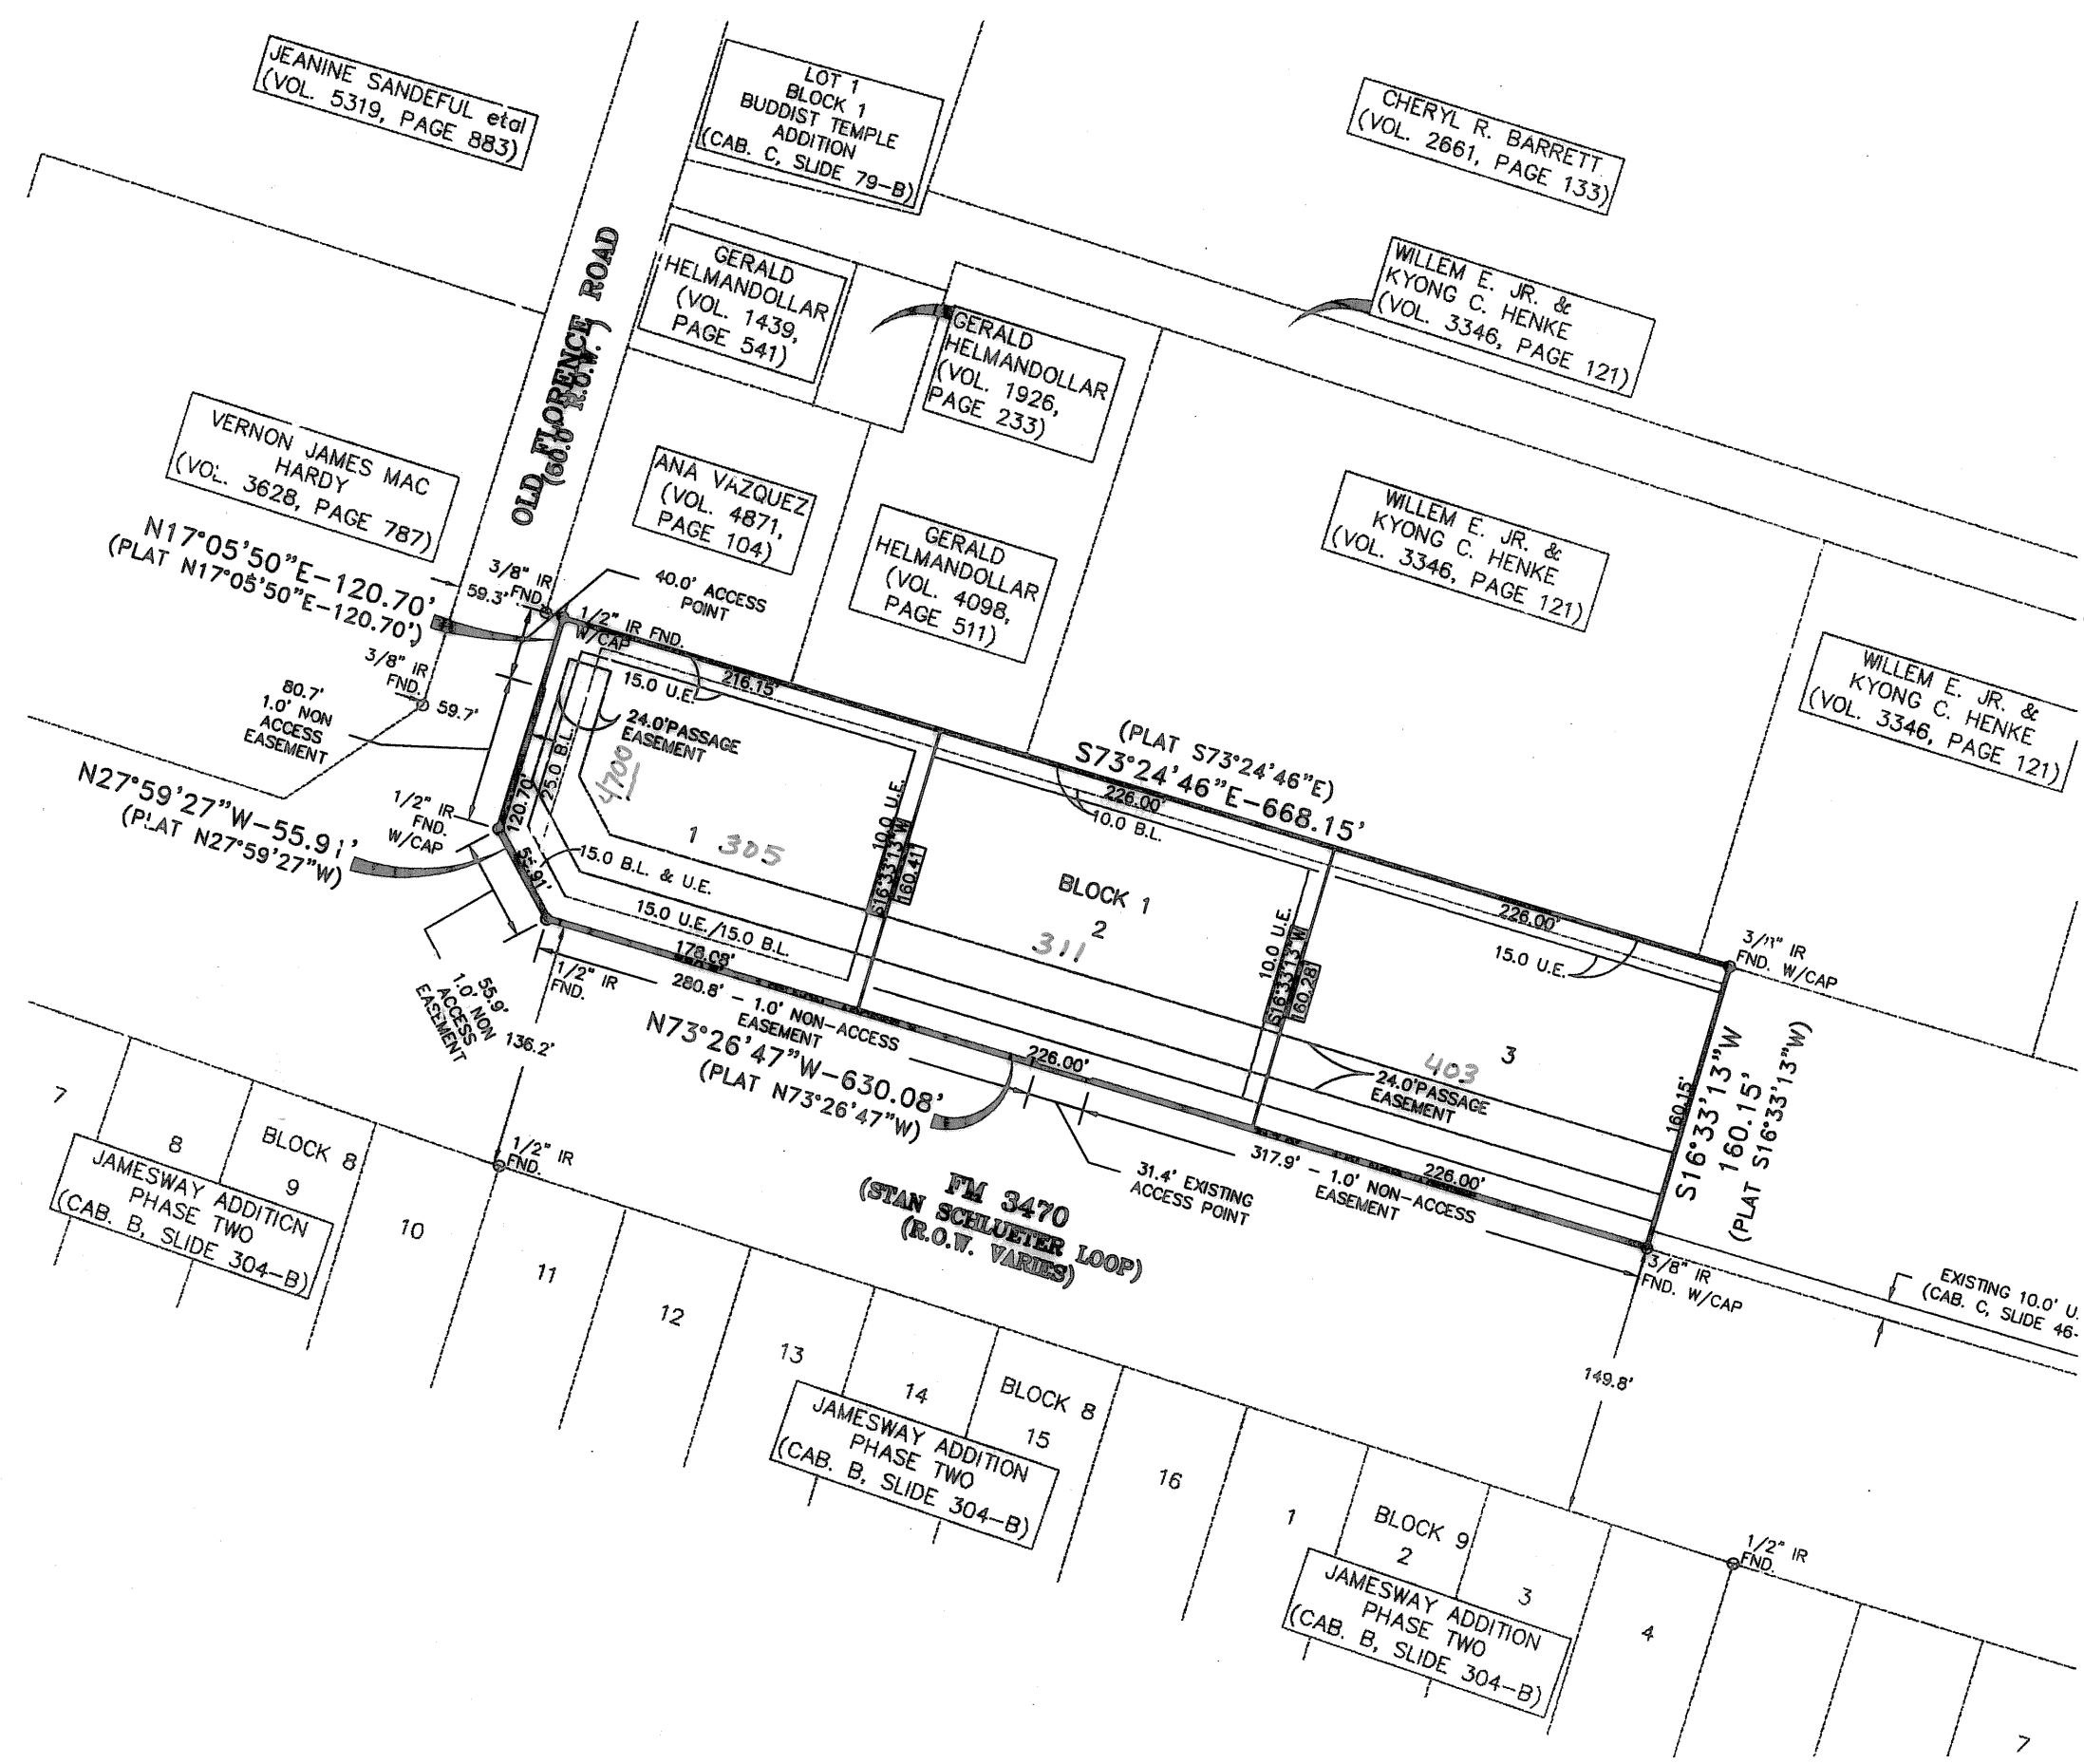 JEANINE SANDEFUL etal
(VOL. 5319, PAGE 883)
LOT 1
BLOCK 1
BUDDIST TEMPLE
ADDITION
(CAB. C, SLIDE 79-B)
CHERYL R. BARRETT
(VOL. 2661, PAGE 133)
WILLEM E. JR. &
KYONG C. HENKE
(VOL. 3346, PAGE 121)
GERALD
HELMANDOLLAR
(VOL. 1439,
PAGE 541)
GERALD
HELMANDOLLAR
(VOL. 1926,
PAGE 233)
OLD FLORENCE ROAD
(60.0' R.O.W. )
VERNON JAMES MAC
HARDY
(VOL. 3628, PAGE 787)
ANA VAZQUEZ
(VOL. 4871,
PAGE 104)
GERALD
HELMANDOLLAR
(VOL. 4098,
PAGE 511)
WILLEM E. JR. &
KYONG C. HENKE
(VOL. 3346, PAGE 121)
WILLEM E. JR. &
KYONG C. HENKE
(VOL. 3346, PAGE 121)
N17°05'50"E-120.70'
(PLAT N17°05'50"E-120.70')
3/8" IR
FND.
59.3'
40.0' ACCESS
POINT
1/2" IR FND.
W/CAP
3/8" IR
FND.
59.7'
80.7'
1.0' NON
ACCESS
EASEMENT
216.15'
15.0 U.E.
24.0'PASSAGE
EASEMENT
25.0 B.L.
4700
120.70'
N27°59'27"W-55.91'
(PLAT N27°59'27"W)
1/2" IR
FND.
W/CAP
55.91'
1 305
15.0 B.L. & U.E.
15.0 U.E./15.0 B.L.
10.0 U.E.
S16°33'13"W
160.41'
(PLAT S73°24'46"E)
S73°24'46"E-668.15'
226.00'
10.0 B.L.
BLOCK 1
2
311
10.0 U.E.
S16°33'13"W
160.28'
226.00'
15.0 U.E.
IR
FND. W/CAP
3
403
24.0'PASSAGE
EASEMENT
160.15'
S16°33'13"W
160.15'
(PLAT S16°33'13"W)
55.9'
1.0' NON
ACCESS
EASEMENT
136.2'
1/2" IR
FND.
178.08'
280.8' - 1.0' NON-ACCESS
EASEMENT
N73°26'47"W-630.08'
(PLAT N73°26'47"W)
226.00'
31.4' EXISTING
ACCESS POINT
317.9' - 1.0' NON-ACCESS
EASEMENT
226.00'
3/8" IR
FND. W/CAP
EXISTING 10.0' U.
(CAB. C, SLIDE 46-
FM 3470
(STAN SCHLUETER LOOP)
(R.O.W. VARIES)
149.8'
1/2" IR
FND.
7
8
BLOCK 8
9
JAMESWAY ADDITION
PHASE TWO
(CAB. B, SLIDE 304-B)
10
11
12
13
14
BLOCK 8
15
JAMESWAY ADDITION
PHASE TWO
(CAB. B, SLIDE 304-B)
16
1
BLOCK 9
2
3
JAMESWAY ADDITION
PHASE TWO
(CAB. B, SLIDE 304-B)
4
1/2" IR
FND.
7